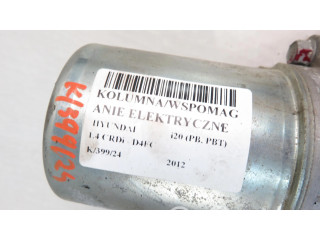 KOLUMNA/WSPOMAG
ANIE ELEKTRYCZNE
HYUNDAI i20 (PB, PBT)
1.4 CRDi D4FC
K/399/24 2012
K/399/24